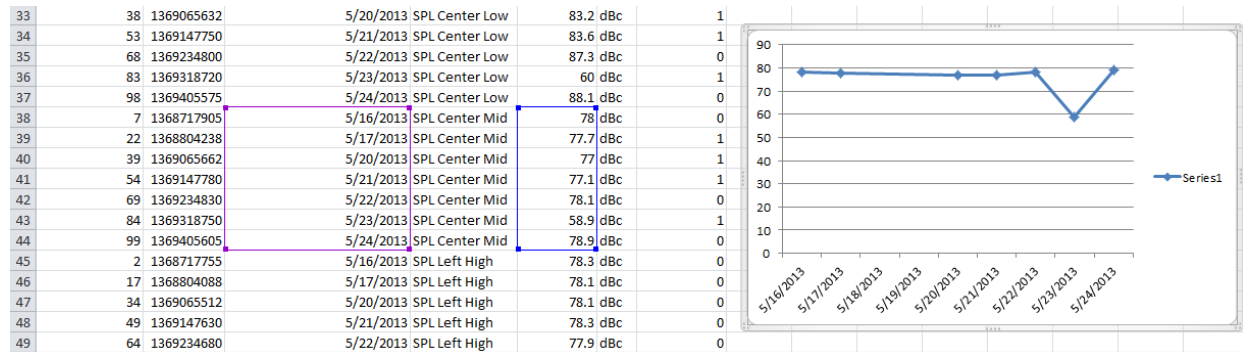 33 38 1369065632 5/20/2013 SPL Center Low 83.2 dBc 1
34 53 1369147750 5/21/2013 SPL Center Low 83.6 dBc 1
35 68 1369234800 5/22/2013 SPL Center Low 87.3 dBc 0
36 83 1369318720 5/23/2013 SPL Center Low 60 dBc 1
37 98 1369405575 5/24/2013 SPL Center Low 88.1 dBc 0
38 7 1368717905 5/16/2013 SPL Center Mid 78 dBc 0
39 22 1368804238 5/17/2013 SPL Center Mid 77.7 dBc 1
40 39 1369065662 5/20/2013 SPL Center Mid 77 dBc 1
41 54 1369147780 5/21/2013 SPL Center Mid 77.1 dBc 1
42 69 1369234830 5/22/2013 SPL Center Mid 78.1 dBc 0
43 84 1369318750 5/23/2013 SPL Center Mid 58.9 dBc 1
44 99 1369405605 5/24/2013 SPL Center Mid 78.9 dBc 0
45 2 1368717755 5/16/2013 SPL Left High 78.3 dBc 0
46 17 1368804088 5/17/2013 SPL Left High 78.1 dBc 0
47 34 1369065512 5/20/2013 SPL Left High 78.1 dBc 0
48 49 1369147630 5/21/2013 SPL Left High 78.3 dBc 0
49 64 1369234680 5/22/2013 SPL Left High 77.9 dBc 0
90
80
70
60
50
40
30
20
10
0
5/16/2013
5/17/2013
5/18/2013
5/19/2013
5/20/2013
5/21/2013
5/22/2013
5/23/2013
5/24/2013
Series1